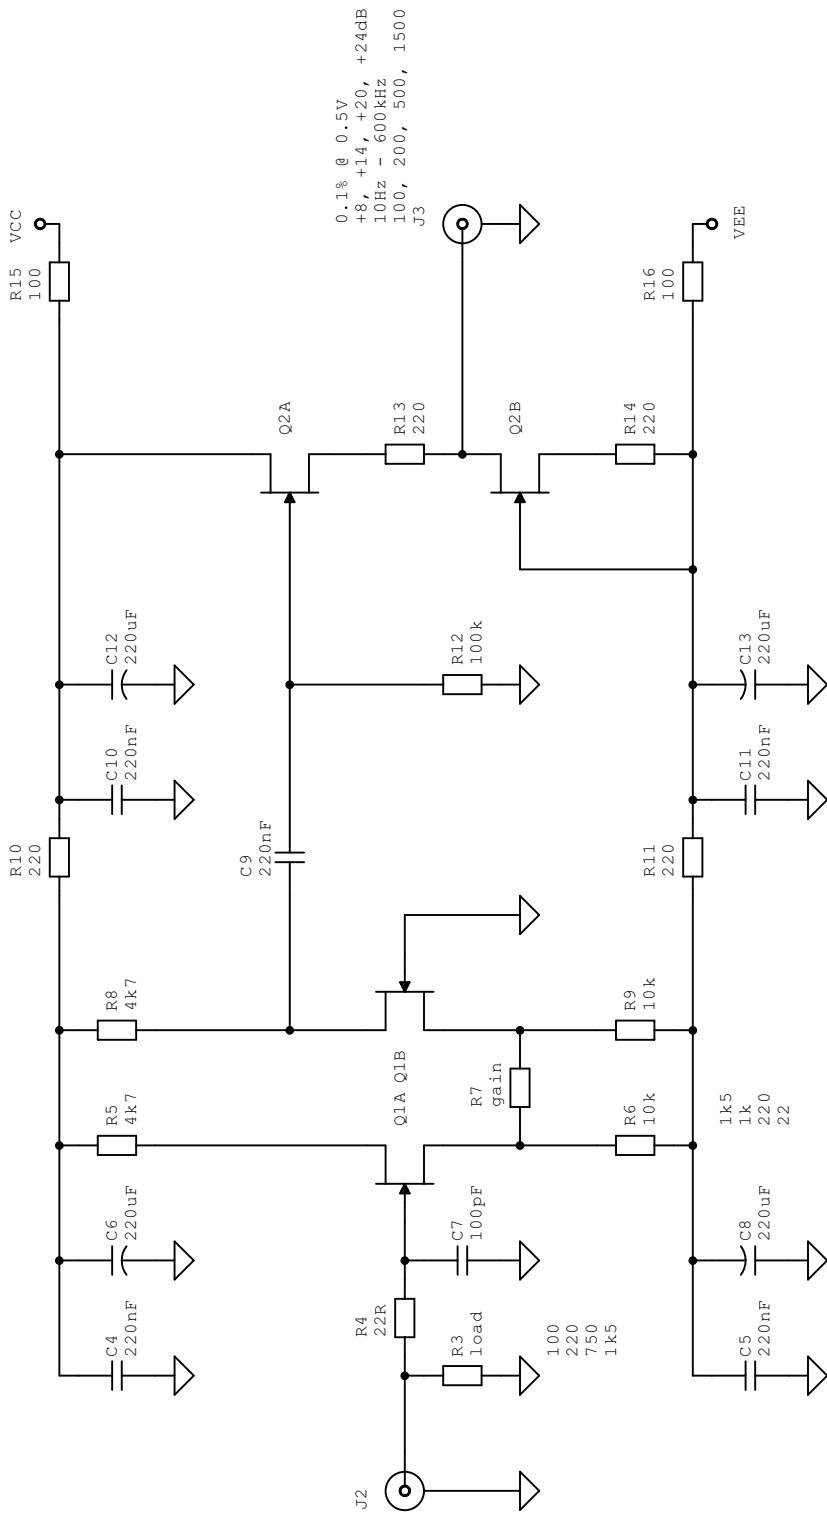 VCC
R15
100
0.1% @ 0.5V
+8, +14, +20, +24dB
10Hz - 600kHz
100, 200, 500, 1500
J3
R16
100
VEE
Q2A
R13
220
Q2B
R14
220
C12
220uF
C10
220nF
R12
100k
C13
220uF
C11
220nF
R10
220
C9
220nF
R11
220
R8
4k7
R5
4k7
Q1A Q1B
R7
gain
R9
10k
R6
10k
1k5
1k
220
22
C6
220uF
C4
220nF
C7
100pF
R4
22R
R3
load
100
220
750
1k5
C8
220uF
C5
220nF
J2